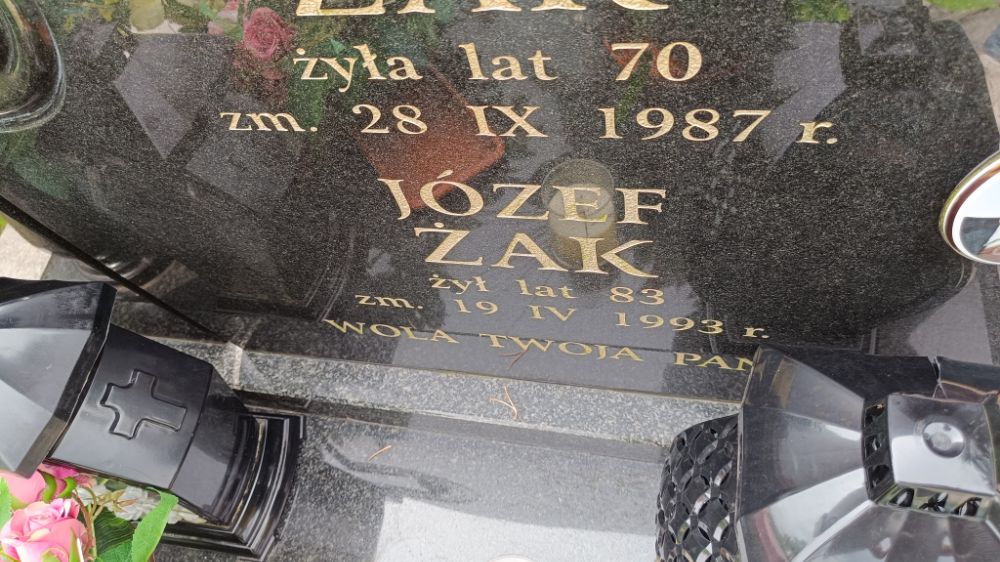 żyła lat 70
zm. 28 IX 1987 r.
JÓZEF
ŻAK
żył lat 83
zm. 19 IV 1993 r.
WOLA TWOJA